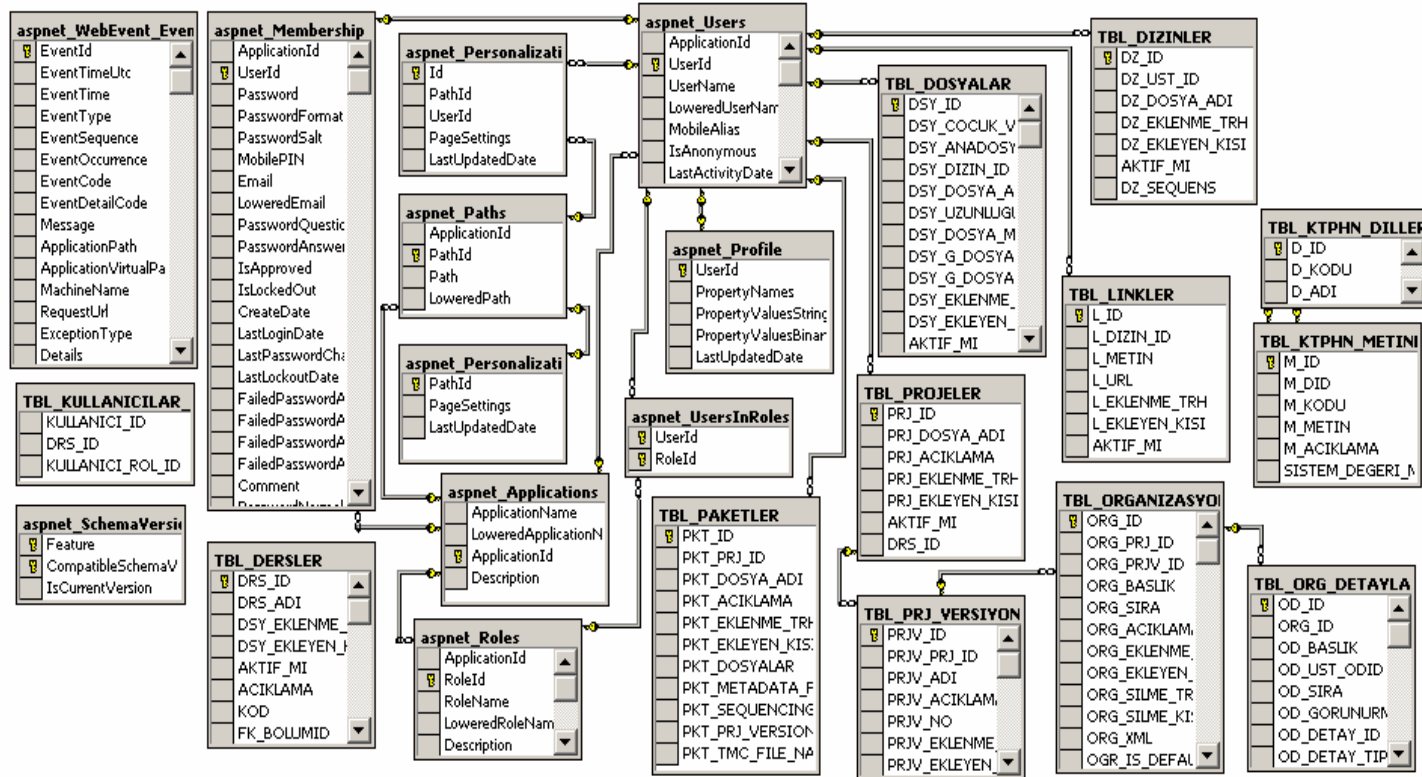 aspnet_WebEvent_Even
EventId
EventTimeUtc
EventTime
EventType
EventSequence
EventOccurrence
EventCode
EventDetailCode
Message
ApplicationPath
ApplicationVirtualPa
MachineName
RequestUrl
ExceptionType
Details
TBL_KULLANICILAR_
KULLANICI_ID
DRS_ID
KULLANICI_ROL_ID
aspnet_SchemaVersio
Feature
CompatibleSchemaV
IsCurrentVersion
aspnet_Membership
ApplicationId
UserId
Password
PasswordFormat
PasswordSalt
MobilePIN
Email
LoweredEmail
PasswordQuestic
PasswordAnswer
IsApproved
IsLockedOut
CreateDate
LastLoginDate
LastPasswordCha
LastLockoutDate
FailedPasswordA
FailedPasswordA
FailedPasswordA
FailedPasswordA
Comment
TBL_DERSLER
DRS_ID
DRS_ADI
DSY_EKLENME_
DSY_EKLEYEN_K
AKTIF_MI
ACIKLAMA
KOD
FK_BOLUMID
aspnet_Personalizati
Id
PathId
UserId
PageSettings
LastUpdatedDate
aspnet_Paths
ApplicationId
PathId
Path
LoweredPath
aspnet_Personalizati
PathId
PageSettings
LastUpdatedDate
aspnet_Applications
ApplicationName
LoweredApplicationN
ApplicationId
Description
aspnet_Roles
ApplicationId
RoleId
RoleName
LoweredRoleNam
Description
aspnet_Users
ApplicationId
UserId
UserName
LoweredUserNam
MobileAlias
IsAnonymous
LastActivityDate
aspnet_Profile
UserId
PropertyNames
PropertyValuesString
PropertyValuesBinar
LastUpdatedDate
aspnet_UsersInRoles
UserId
RoleId
TBL_PAKETLER
PKT_ID
PKT_PRJ_ID
PKT_DOSYA_ADI
PKT_ACIKLAMA
PKT_EKLENME_TRH
PKT_EKLEYEN_KIS:
PKT_DOSYALAR
PKT_METADATA_F
PKT_SEQUENCING
PKT_PRJ_VERSION
PKT_TMC_FILE_NA
TBL_DOSYALAR
DSY_ID
DSY_COCUK_V
DSY_ANADOSY
DSY_DIZIN_ID
DSY_DOSYA_A
DSY_UZUNLUGU
DSY_DOSYA_M
DSY_G_DOSYA
DSY_G_DOSYA
DSY_EKLENME_
DSY_EKLEYEN_
AKTIF_MI
TBL_PROJELER
PRJ_ID
PRJ_DOSYA_ADI
PRJ_ACIKLAMA
PRJ_EKLENME_TRH
PRJ_EKLEYEN_KISI
AKTIF_MI
DRS_ID
TBL_PRJ_VERSIYON
PRJV_ID
PRJV_PRJ_ID
PRJV_ADI
PRJV_ACIKLAM
PRJV_NO
PRJV_EKLENME_
PRJV_EKLEYEN_
TBL_DIZINLER
DZ_ID
DZ_UST_ID
DZ_DOSYA_ADI
DZ_EKLENME_TRH
DZ_EKLEYEN_KISI
AKTIF_MI
DZ_SEQUENS
TBL_LINKLER
L_ID
L_DIZIN_ID
L_METIN
L_URL
L_EKLENME_TRH
L_EKLEYEN_KISI
AKTIF_MI
TBL_ORGANIZASYOI
ORG_ID
ORG_PRJ_ID
ORG_PRJV_ID
ORG_BASLIK
ORG_SIRA
ORG_ACIKLAM
ORG_EKLENME_
ORG_EKLEYEN_
ORG_SILME_TR
ORG_SILME_KI:
ORG_XML
OGR_IS_DEFAL
TBL_KTPHN_DILLER
D_ID
D_KODU
D_ADI
TBL_KTPHN_METINI
M_ID
M_DID
M_KODU
M_METIN
M_ACIKLAMA
SISTEM_DEGERI_M
TBL_ORG_DETAYLA
OD_ID
ORG_ID
OD_BASLIK
OD_UST_ODID
OD_SIRA
OD_GORUNURM
OD_DETAY_ID
OD_DETAY_TIP